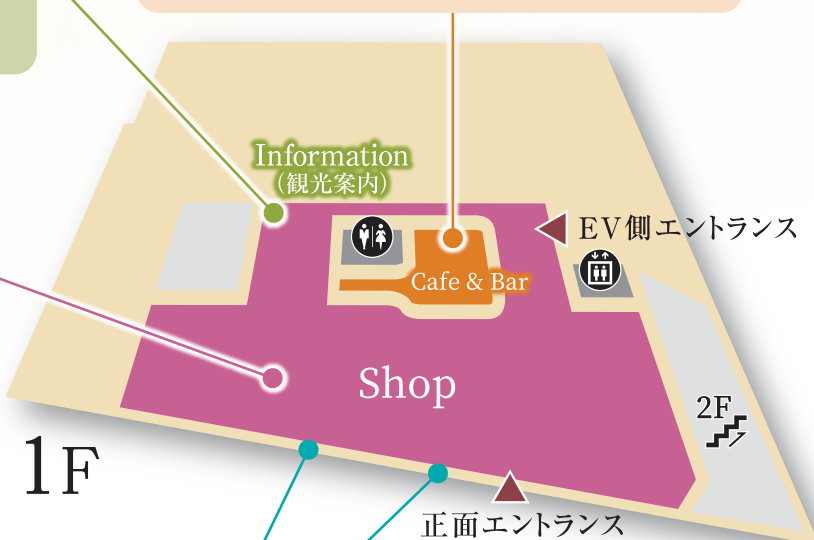 Information
（観光案内）
EV側エントランス
Cafe & Bar
Shop
2F
1F
正面エントランス